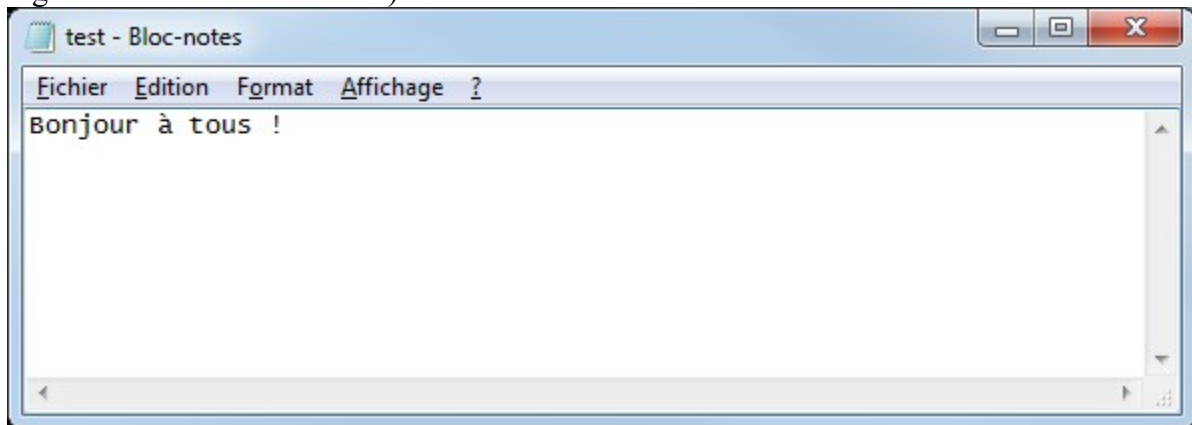 test - Bloc-notes
Fichier Edition Format Affichage ?
Bonjour à tous !